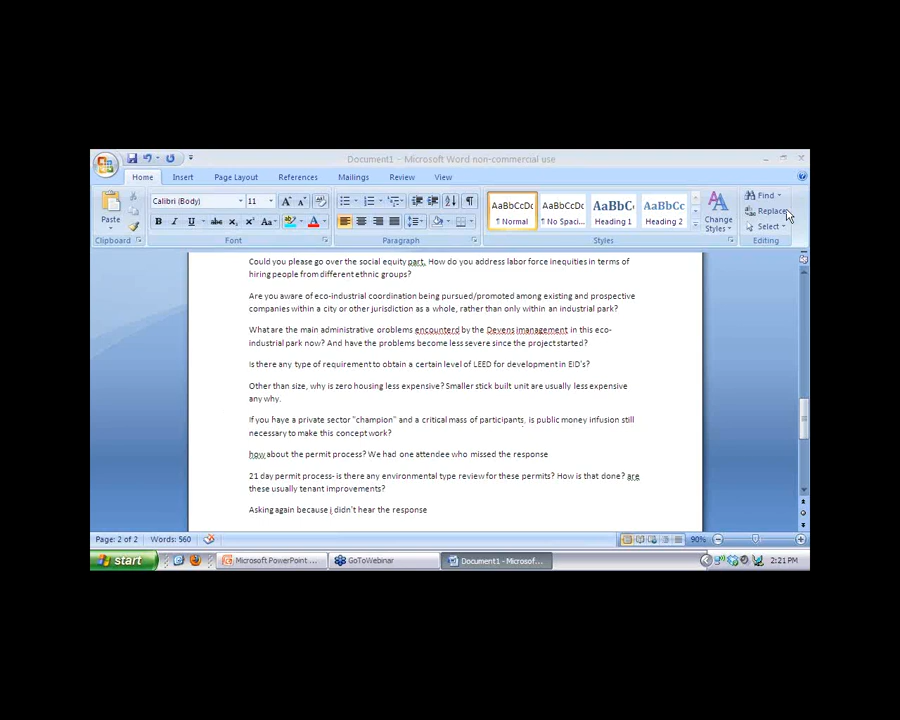 Document1 - Microsoft Word non-commercial use
Home Insert Page Layout References Mailings Review View
Calibri (Body) 11
AaBbCcDc AaBbCcDc AaBbC AaBbCc
Paste
B I U abc X₂ X² Aa A
¶ Normal ¶ No Spaci... Heading 1 Heading 2
Change Styles
Find
Replace
Select
Clipboard Font Paragraph Styles Editing
Could you please go over the social equity part. How do you address labor force inequities in terms of
hiring people from different ethnic groups?
Are you aware of eco-industrial coordination being pursued/promoted among existing and prospective
companies within a city or other jurisdiction as a whole, rather than only within an industrial park?
What are the main administrative oroblems encounterd by the Devens imanagement in this eco-
industrial park now? And have the problems become less severe since the project started?
Is there any type of requirement to obtain a certain level of LEED for development in EID's?
Other than size, why is zero housing less expensive? Smaller stick built unit are usually less expensive
any why.
If you have a private sector "champion" and a critical mass of participants, is public money infusion still
necessary to make this concept work?
how about the permit process? We had one attendee who missed the response
21 day permit process- is there any environmental type review for these permits? How is that done? are
these usually tenant improvements?
Asking again because i didn't hear the response
Page: 2 of 2 Words: 560 90%
start Microsoft PowerPoint ... GoToWebinar Document1 - Microsof... 2:21 PM